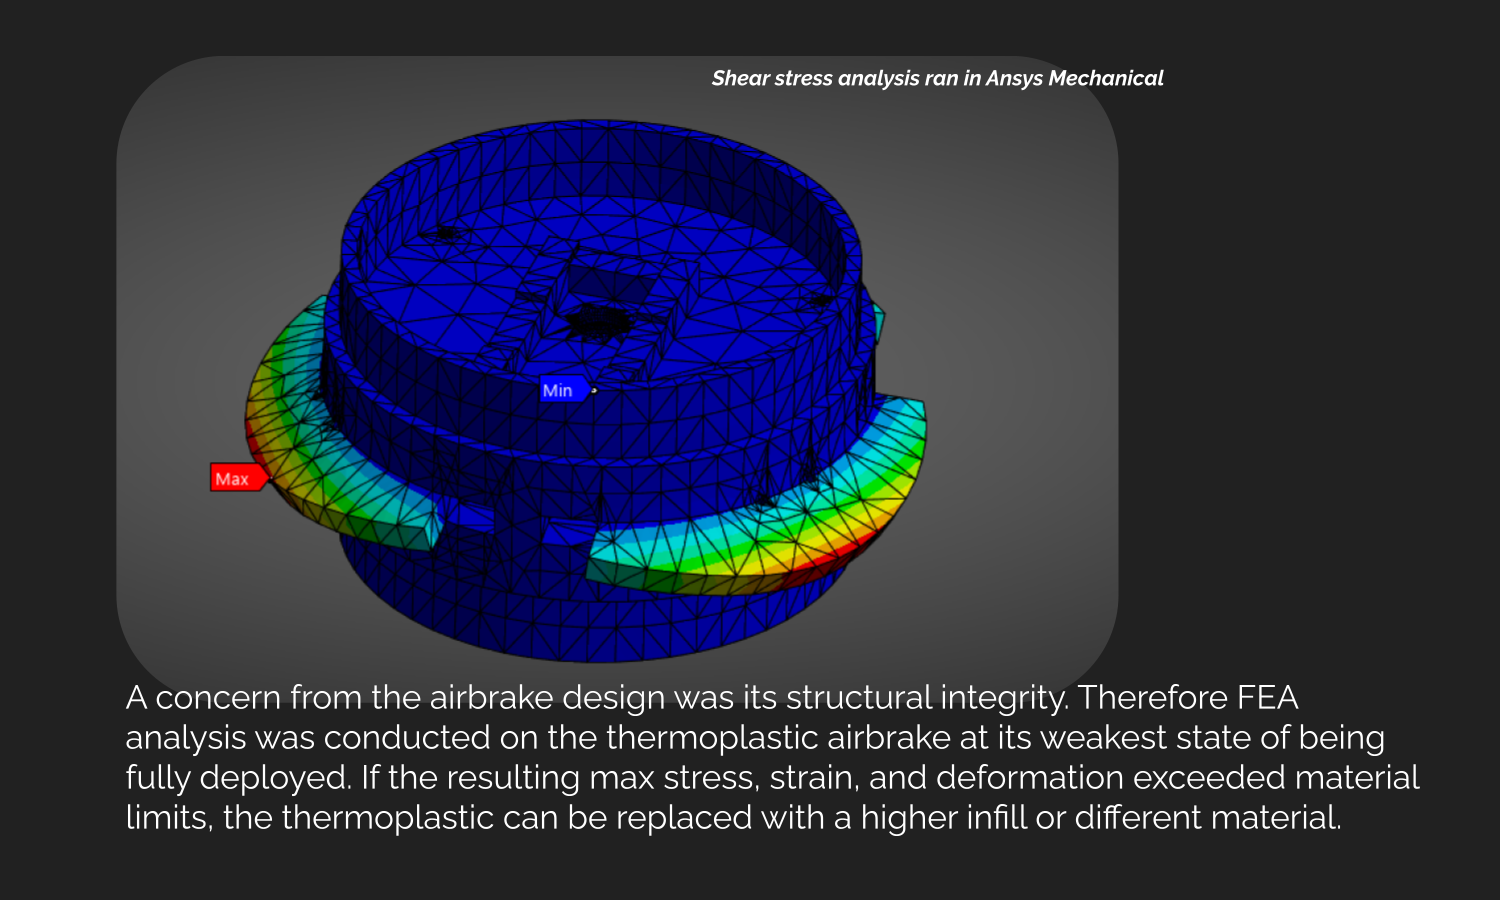 Shear stress analysis ran in Ansys Mechanical
Min
Max
A concern from the airbrake design was its structural integrity. Therefore FEA
analysis was conducted on the thermoplastic airbrake at its weakest state of being
fully deployed. If the resulting max stress, strain, and deformation exceeded material
limits, the thermoplastic can be replaced with a higher infill or different material.